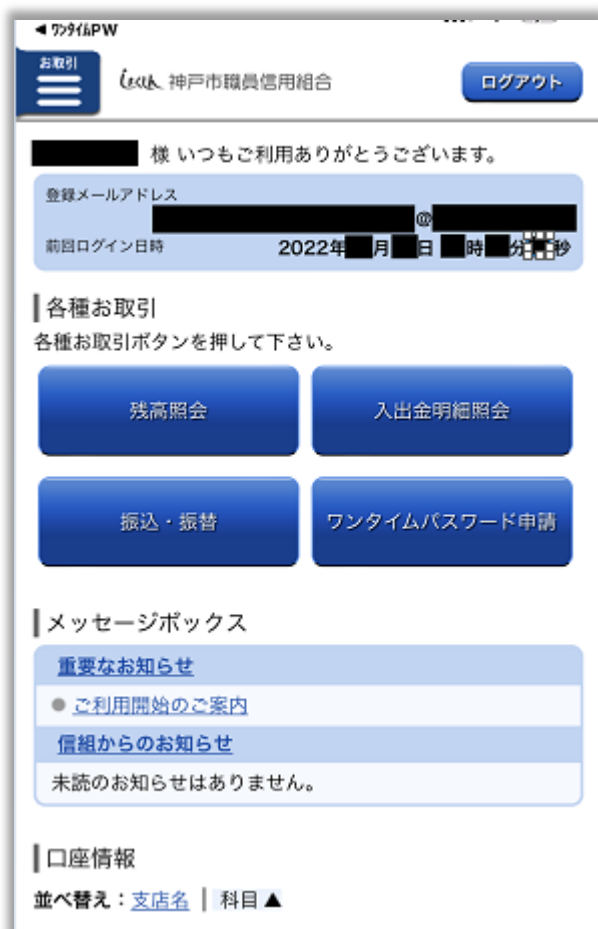 ◀ ワンタイムPW
お取引
神戸市職員信用組合
ログアウト
様 いつもご利用ありがとうございます。
登録メールアドレス
@
前回ログイン日時 2022年 月 日 時 分 秒
各種お取引
各種お取引ボタンを押して下さい。
残高照会 入出金明細照会
振込・振替 ワンタイムパスワード申請
メッセージボックス
重要なお知らせ
● ご利用開始のご案内
信組からのお知らせ
未読のお知らせはありません。
口座情報
並べ替え:支店名 | 科目▲